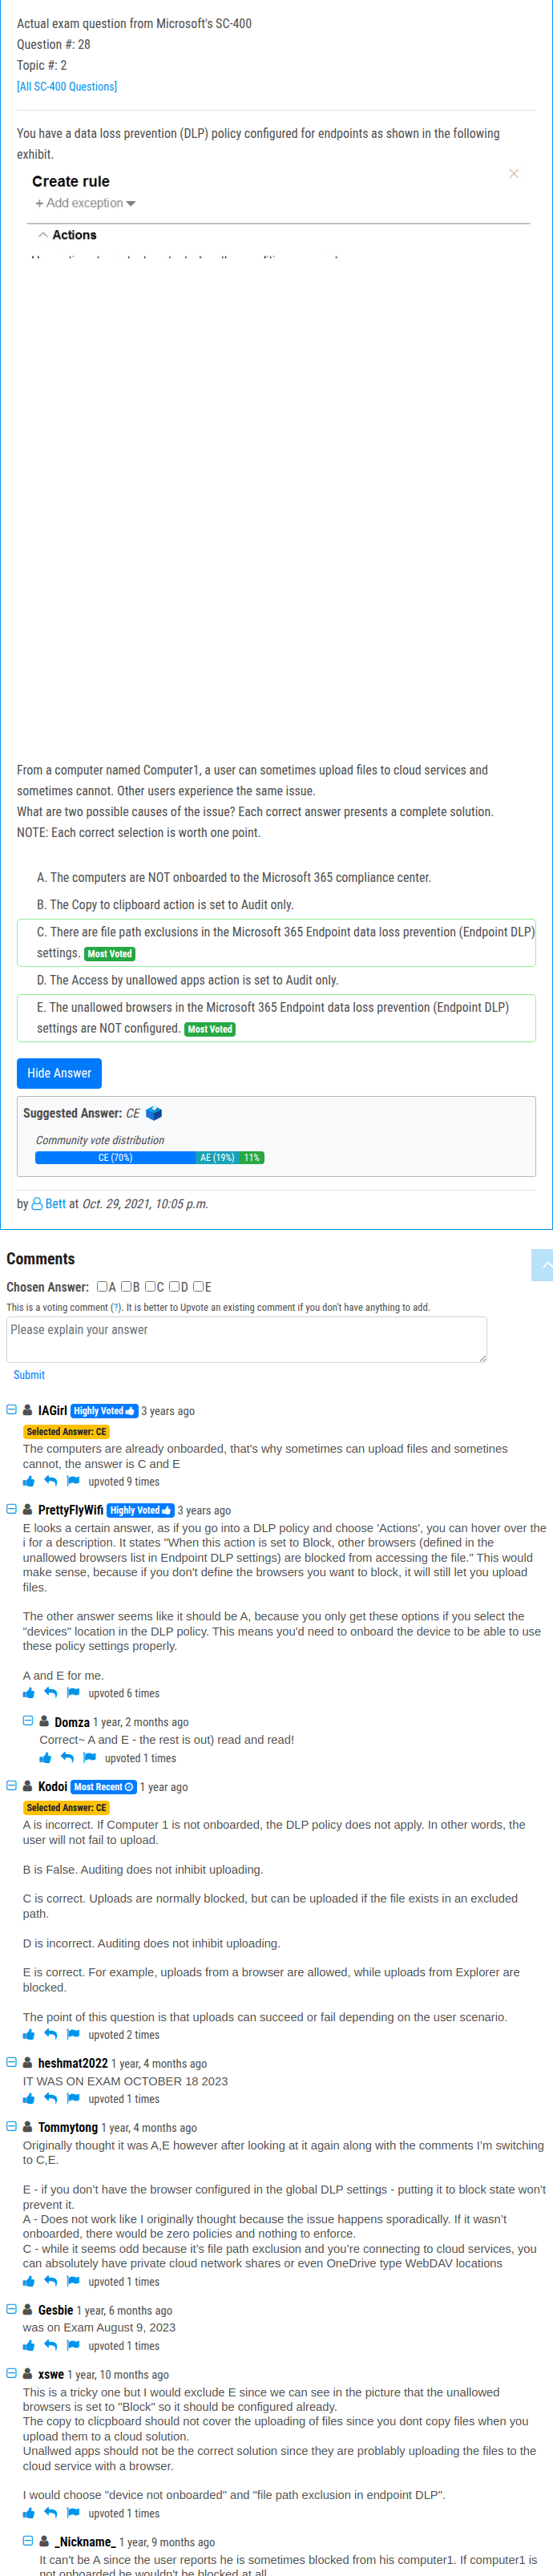 Actual exam question from Microsoft's SC-400
Question #: 28
Topic #: 2
[All SC-400 Questions]
You have a data loss prevention (DLP) policy configured for endpoints as shown in the following
exhibit.
Create rule
+ Add exception
Actions
From a computer named Computer1, a user can sometimes upload files to cloud services and
sometimes cannot. Other users experience the same issue.
What are two possible causes of the issue? Each correct answer presents a complete solution.
NOTE: Each correct selection is worth one point.
A. The computers are NOT onboarded to the Microsoft 365 compliance center.
B. The Copy to clipboard action is set to Audit only.
C. There are file path exclusions in the Microsoft 365 Endpoint data loss prevention (Endpoint DLP)
settings. Most Voted
D. The Access by unallowed apps action is set to Audit only.
E. The unallowed browsers in the Microsoft 365 Endpoint data loss prevention (Endpoint DLP)
settings are NOT configured. Most Voted
Hide Answer
Suggested Answer: CE
Community vote distribution
CE (70%) AE (19%) 11%
by Bett at Oct. 29, 2021, 10:05 p.m.
Comments
Chosen Answer: A B C D E
This is a voting comment (?). It is better to Upvote an existing comment if you don't have anything to add.
Please explain your answer
Submit
IAGirl Highly Voted 3 years ago
Selected Answer: CE
The computers are already onboarded, that's why sometimes can upload files and sometines
cannot, the answer is C and E
upvoted 9 times
PrettyFlyWifi Highly Voted 3 years ago
E looks a certain answer, as if you go into a DLP policy and choose 'Actions', you can hover over the
i for a description. It states "When this action is set to Block, other browsers (defined in the
unallowed browsers list in Endpoint DLP settings) are blocked from accessing the file." This would
make sense, because if you don't define the browsers you want to block, it will still let you upload
files.
The other answer seems like it should be A, because you only get these options if you select the
"devices" location in the DLP policy. This means you'd need to onboard the device to be able to use
these policy settings properly.
A and E for me.
upvoted 6 times
Domza 1 year, 2 months ago
Correct~ A and E - the rest is out) read and read!
upvoted 1 times
Kodoi Most Recent 1 year ago
Selected Answer: CE
A is incorrect. If Computer 1 is not onboarded, the DLP policy does not apply. In other words, the
user will not fail to upload.
B is False. Auditing does not inhibit uploading.
C is correct. Uploads are normally blocked, but can be uploaded if the file exists in an excluded
path.
D is incorrect. Auditing does not inhibit uploading.
E is correct. For example, uploads from a browser are allowed, while uploads from Explorer are
blocked.
The point of this question is that uploads can succeed or fail depending on the user scenario.
upvoted 2 times
heshmat2022 1 year, 4 months ago
IT WAS ON EXAM OCTOBER 18 2023
upvoted 1 times
Tommytong 1 year, 4 months ago
Originally thought it was A,E however after looking at it again along with the comments I'm switching
to C,E.
E - if you don't have the browser configured in the global DLP settings - putting it to block state won't
prevent it.
A - Does not work like I originally thought because the issue happens sporadically. If it wasn't
onboarded, there would be zero policies and nothing to enforce.
C - while it seems odd because it's file path exclusion and you're connecting to cloud services, you
can absolutely have private cloud network shares or even OneDrive type WebDAV locations
upvoted 1 times
Gesbie 1 year, 6 months ago
was on Exam August 9, 2023
upvoted 1 times
xswe 1 year, 10 months ago
This is a tricky one but I would exclude E since we can see in the picture that the unallowed
browsers is set to "Block" so it should be configured already.
The copy to clicpboard should not cover the uploading of files since you dont copy files when you
upload them to a cloud solution.
Unallwed apps should not be the correct solution since they are problably uploading the files to the
cloud service with a browser.
I would choose "device not onboarded" and "file path exclusion in endpoint DLP".
upvoted 1 times
_Nickname_ 1 year, 9 months ago
It can't be A since the user reports he is sometimes blocked from his computer1. If computer1 is
not onboarded he wouldn't be blocked at all